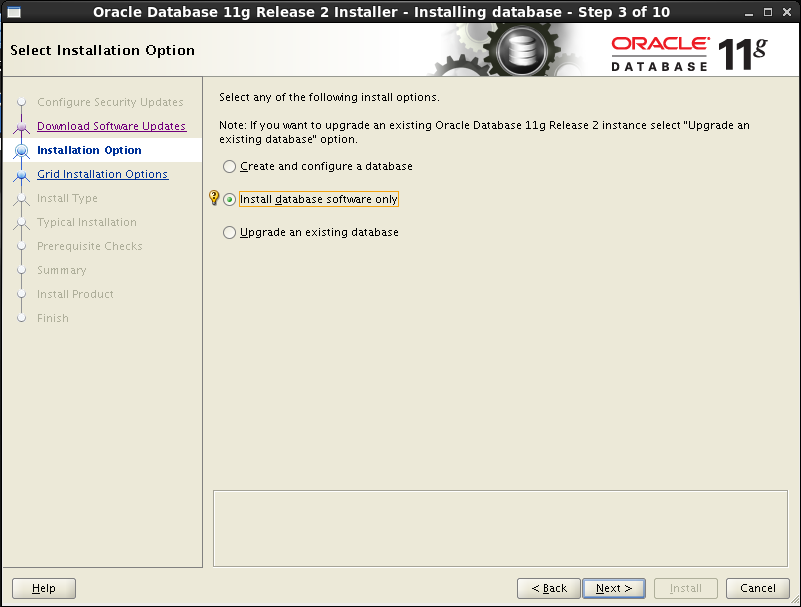 Oracle Database 11g Release 2 Installer - Installing database - Step 3 of 10
Select Installation Option
ORACLE
DATABASE
11g
Configure Security Updates
Download Software Updates
Installation Option
Grid Installation Options
Install Type
Typical Installation
Prerequisite Checks
Summary
Install Product
Finish
Select any of the following install options.
Note: If you want to upgrade an existing Oracle Database 11g Release 2 instance select "Upgrade an
existing database" option.
Create and configure a database
Install database software only
Upgrade an existing database
Help
< Back
Next >
Install
Cancel